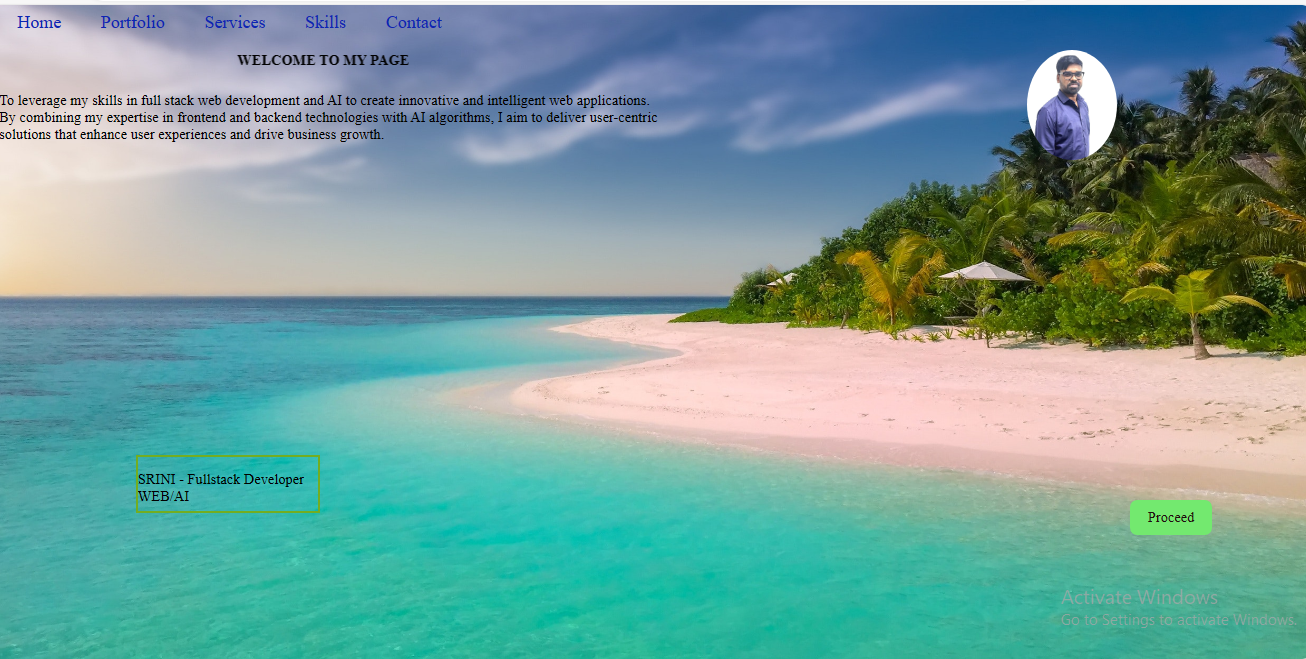 Home Portfolio Services Skills Contact
WELCOME TO MY PAGE
To leverage my skills in full stack web development and AI to create innovative and intelligent web applications.
By combining my expertise in frontend and backend technologies with AI algorithms, I aim to deliver user-centric
solutions that enhance user experiences and drive business growth.
SRINI - Fullstack Developer
WEB/AI
Proceed
Activate Windows
Go to Settings to activate Windows.